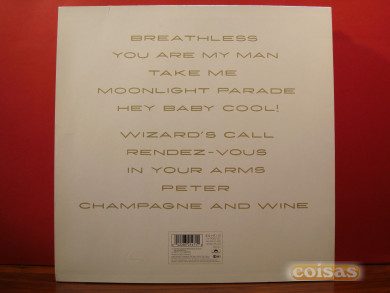 BREATHLESS
YOU ARE MY MAN
TAKE ME
MOONLIGHT PARADE
HEY BABY COOL!
WIZARD'S CALL
RENDEZ-VOUS
IN YOUR ARMS
PETER
CHAMPAGNE AND WINE
coisas